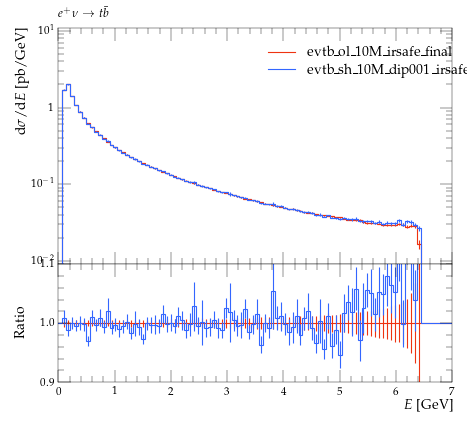 e⁺ν → tb̄
evtb_ol_10M_irsafe_final
evtb_sh_10M_dip001_irsafe
dσ/dE [pb/GeV]
10¹
1
10⁻¹
10⁻²
1.1
1.0
0.9
Ratio
0 1 2 3 4 5 6 7
E [GeV]